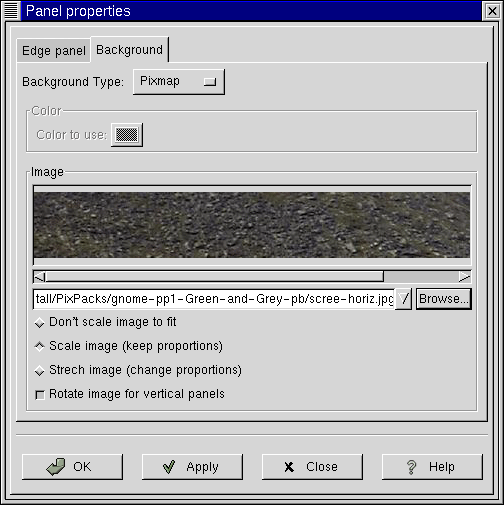 Panel properties
Edge panel Background
Background Type: Pixmap
Color
Color to use:
Image
tall/PixPacks/gnome-pp1-Green-and-Grey-pb/scree-horiz.jpg Browse...
Don't scale image to fit
Scale image (keep proportions)
Strech image (change proportions)
Rotate image for vertical panels
OK Apply Close Help